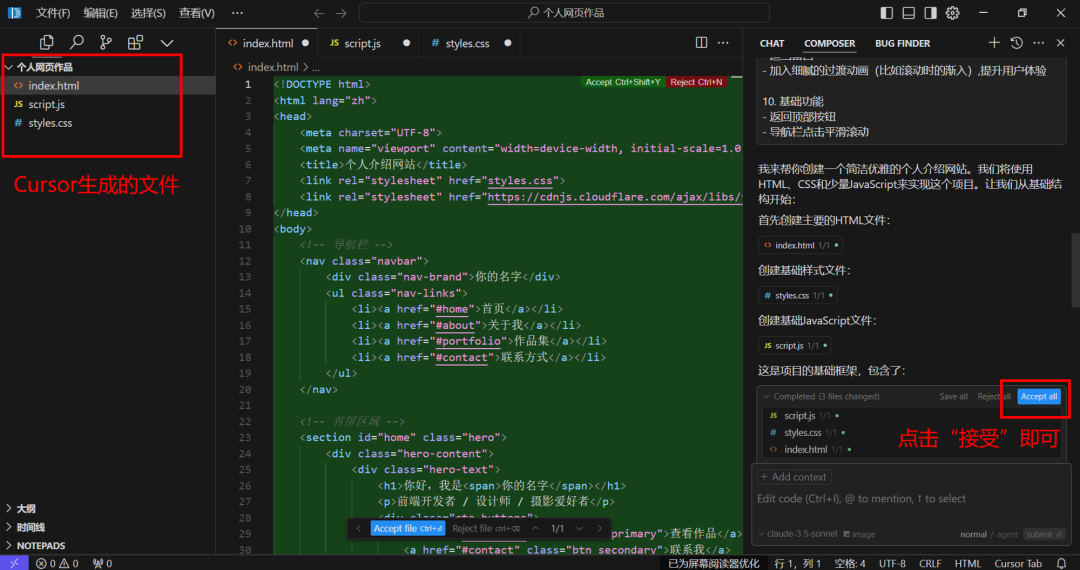 文件(F) 编辑(E) 选择(S) 查看(V) ··· 个人网页作品
index.html script.js styles.css
CHAT COMPOSER BUG FINDER
个人网页作品
index.html
script.js
styles.css
Cursor生成的文件
大纲
时间线
NOTEPADS
index.html > ...
Accept Ctrl+Shift+Y Reject Ctrl+N
1 <!DOCTYPE html>
2 <html lang="zh">
3 <head>
4 <meta charset="UTF-8">
5 <meta name="viewport" content="width=device-width, initial-scale=1.0
6 <title>个人介绍网站</title>
7 <link rel="stylesheet" href="styles.css">
8 <link rel="stylesheet" href="https://cdnjs.cloudflare.com/ajax/libs/
9 </head>
10 <body>
11 <!-- 导航栏 -->
12 <nav class="navbar">
13 <div class="nav-brand">你的名字</div>
14 <ul class="nav-links">
15 <li><a href="#home">首页</a></li>
16 <li><a href="#about">关于我</a></li>
17 <li><a href="#portfolio">作品集</a></li>
18 <li><a href="#contact">联系方式</a></li>
19 </ul>
20 </nav>
21
22 <!-- 首屏区域 -->
23 <section id="home" class="hero">
24 <div class="hero-content">
25 <div class="hero-text">
26 <h1>你好，我是<span>你的名字</span></h1>
27 <p>前端开发者 / 设计师 / 摄影爱好者</p>
28
29 primary">查看作品</a>
30 <a href="#contact" class="btn secondary">联系我</a>
Accept file Ctrl+⏎ Reject file Ctrl+⌫ 1/1
- 加入细腻的过渡动画（比如滚动时的渐入）,提升用户体验
10. 基础功能
- 返回顶部按钮
- 导航栏点击平滑滚动
我来帮你创建一个简洁优雅的个人介绍网站。我们将使用
HTML、CSS和少量JavaScript来实现这个项目。让我们从基础结
构开始：
首先创建主要的HTML文件：
index.html 1/1
创建基础样式文件：
styles.css 1/1
创建基础JavaScript文件：
script.js 1/1
这是项目的基础框架，包含了：
Completed (3 files changed) Save all Reject all Accept all
script.js 1/1
styles.css 1/1
index.html 1/1
点击“接受”即可
+ Add context
Edit code (Ctrl+I), @ to mention, ↑ to select
claude-3.5-sonnet image normal / agent submit
0 0 0 已为屏幕阅读器优化 行 1，列 1 空格: 4 UTF-8 CRLF HTML Cursor Tab